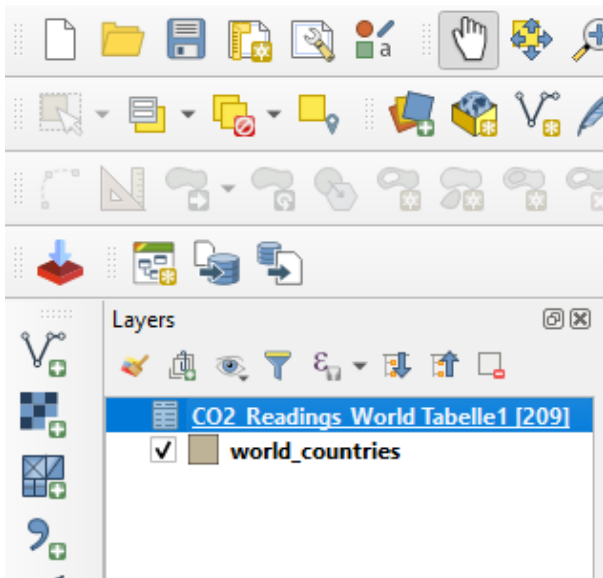 a
Layers
ε
CO2_Readings_World Tabelle1 [209]
world_countries